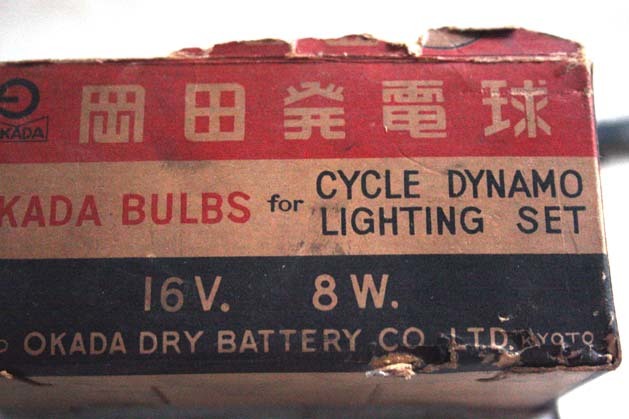 岡田発電球
OKADA
OKADA BULBS for CYCLE DYNAMO
LIGHTING SET
16V. 8W.
OKADA DRY BATTERY CO. LTD. KYOTO